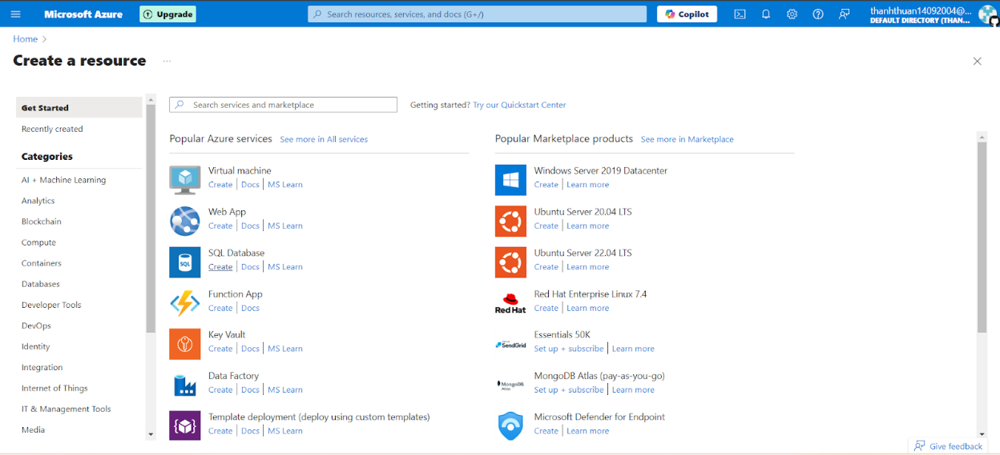 Microsoft Azure
Upgrade
Search resources, services, and docs (G+/)
Copilot
thanhthuan14092004@...
DEFAULT DIRECTORY (THAN...
Home
Create a resource
...
Get Started
Recently created
Categories
AI + Machine Learning
Analytics
Blockchain
Compute
Containers
Databases
Developer Tools
DevOps
Identity
Integration
Internet of Things
IT & Management Tools
Media
Search services and marketplace
Getting started? Try our Quickstart Center
Popular Azure services See more in All services
Virtual machine
Create | Docs | MS Learn
Web App
Create | Docs | MS Learn
SQL
SQL Database
Create | Docs | MS Learn
Function App
Create | Docs
Key Vault
Create | Docs | MS Learn
Data Factory
Create | Docs | MS Learn
Template deployment (deploy using custom templates)
Create | Docs | MS Learn
Popular Marketplace products See more in Marketplace
Windows Server 2019 Datacenter
Create | Learn more
Ubuntu Server 20.04 LTS
Create | Learn more
Ubuntu Server 22.04 LTS
Create | Learn more
Red Hat
Red Hat Enterprise Linux 7.4
Create | Learn more
SendGrid
Essentials 50K
Set up + subscribe | Learn more
MongoDB
Atlas
MongoDB Atlas (pay-as-you-go)
Set up + subscribe | Learn more
Microsoft Defender for Endpoint
Create | Learn more
Give feedback